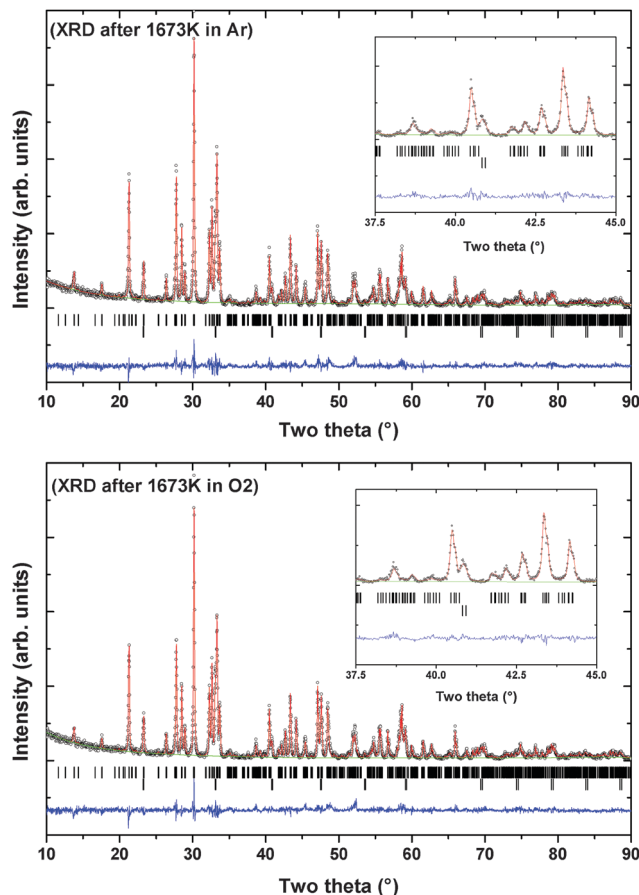 (XRD after 1673K in Ar)
Intensity (arb. units)
37.5 40.0 42.5 45.0
Two theta (°)
10 20 30 40 50 60 70 80 90
Two theta (°)
(XRD after 1673K in O2)
Intensity (arb. units)
37.5 40.0 42.5 45.0
Two theta (°)
10 20 30 40 50 60 70 80 90
Two theta (°)